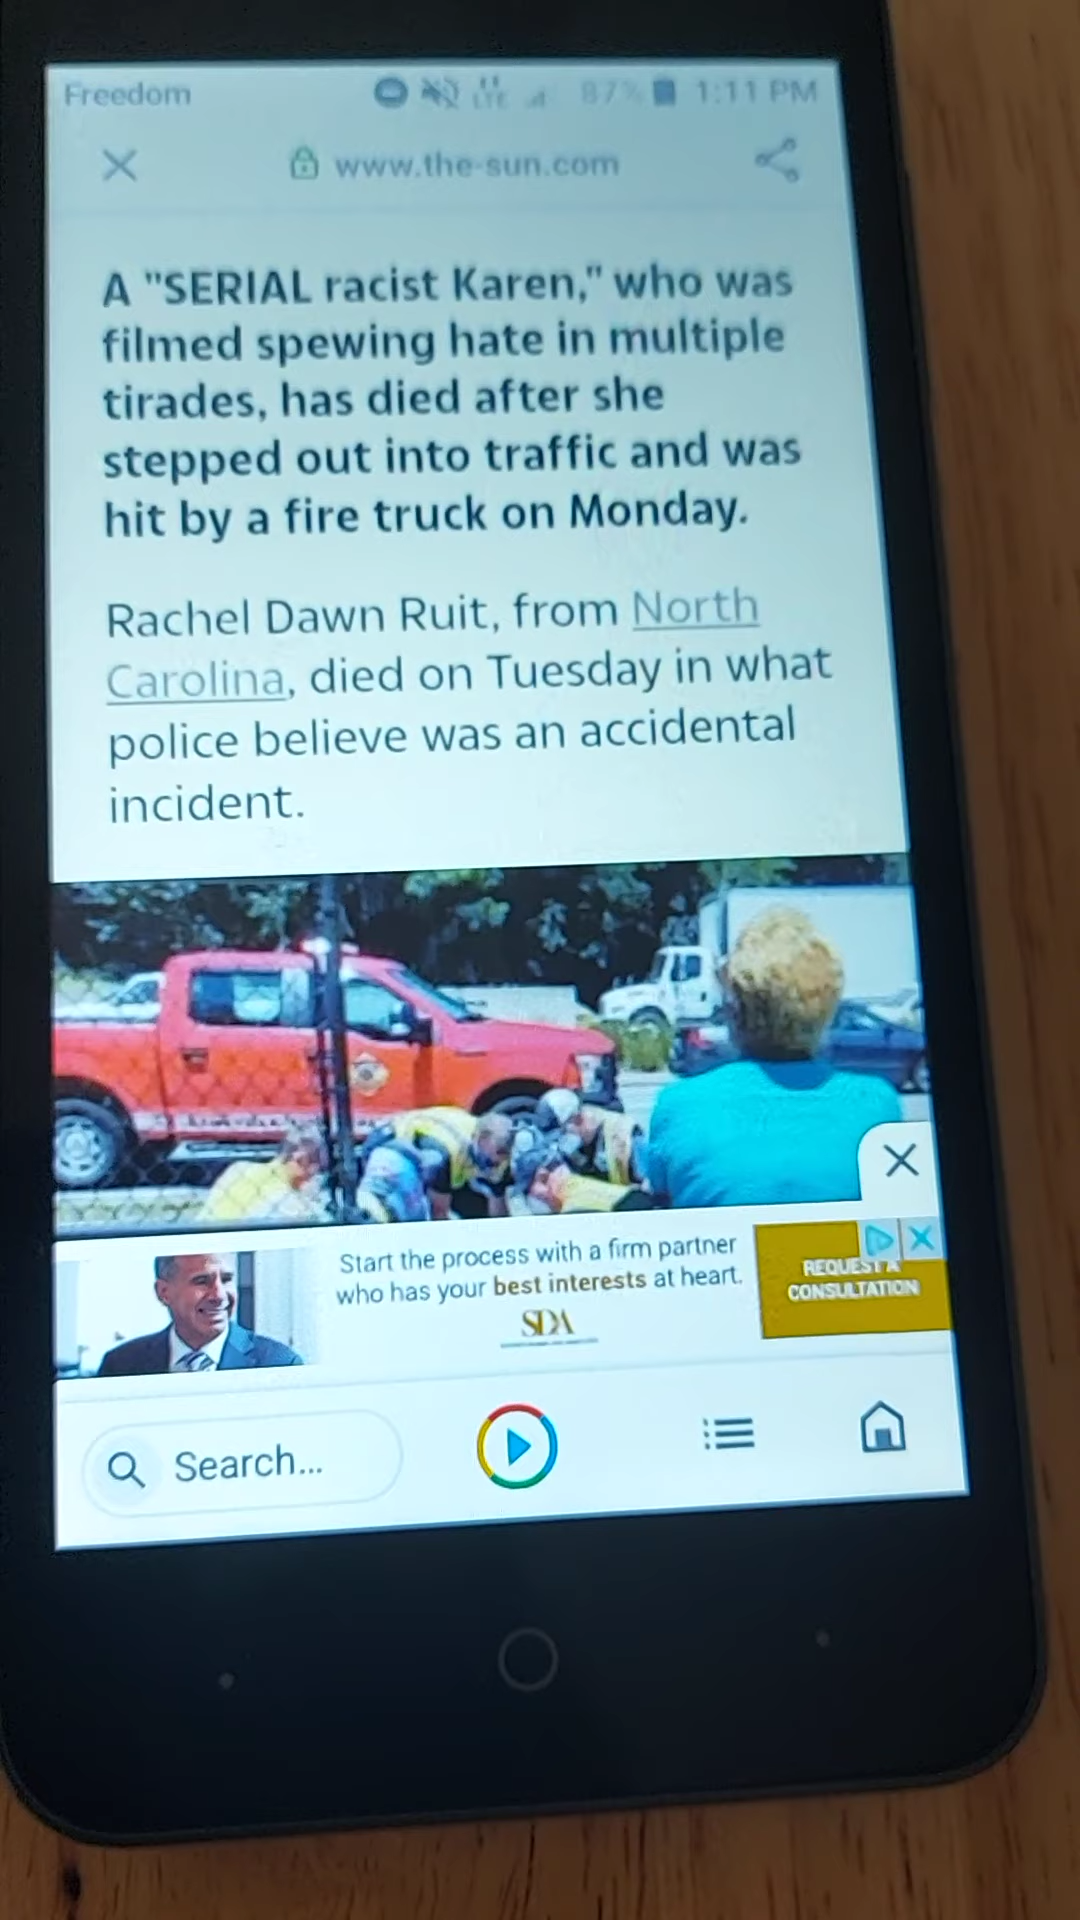 Freedom
LTE 87% 1:11 PM
www.the-sun.com
A "SERIAL racist Karen," who was
filmed spewing hate in multiple
tirades, has died after she
stepped out into traffic and was
hit by a fire truck on Monday.
Rachel Dawn Ruit, from North
Carolina, died on Tuesday in what
police believe was an accidental
incident.
Start the process with a firm partner
who has your best interests at heart.
SDA
REQUEST A
CONSULTATION
Search...